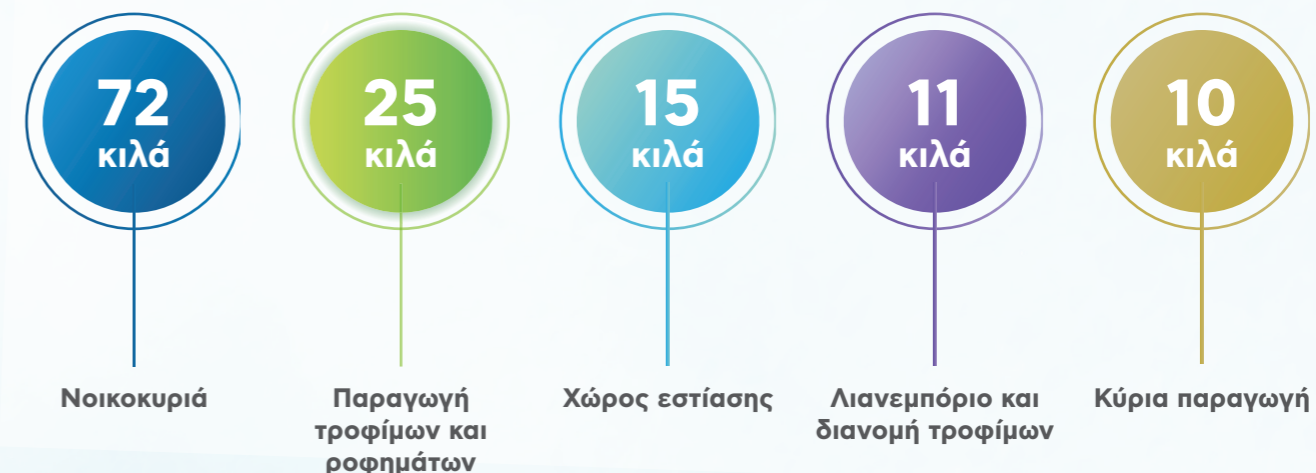 72
κιλά
25
κιλά
15
κιλά
11
κιλά
10
κιλά
Νοικοκυριά
Παραγωγή
τροφίμων και
ροφημάτων
Χώρος εστίασης
Λιανεμπόριο και
διανομή τροφίμων
Κύρια παραγωγή